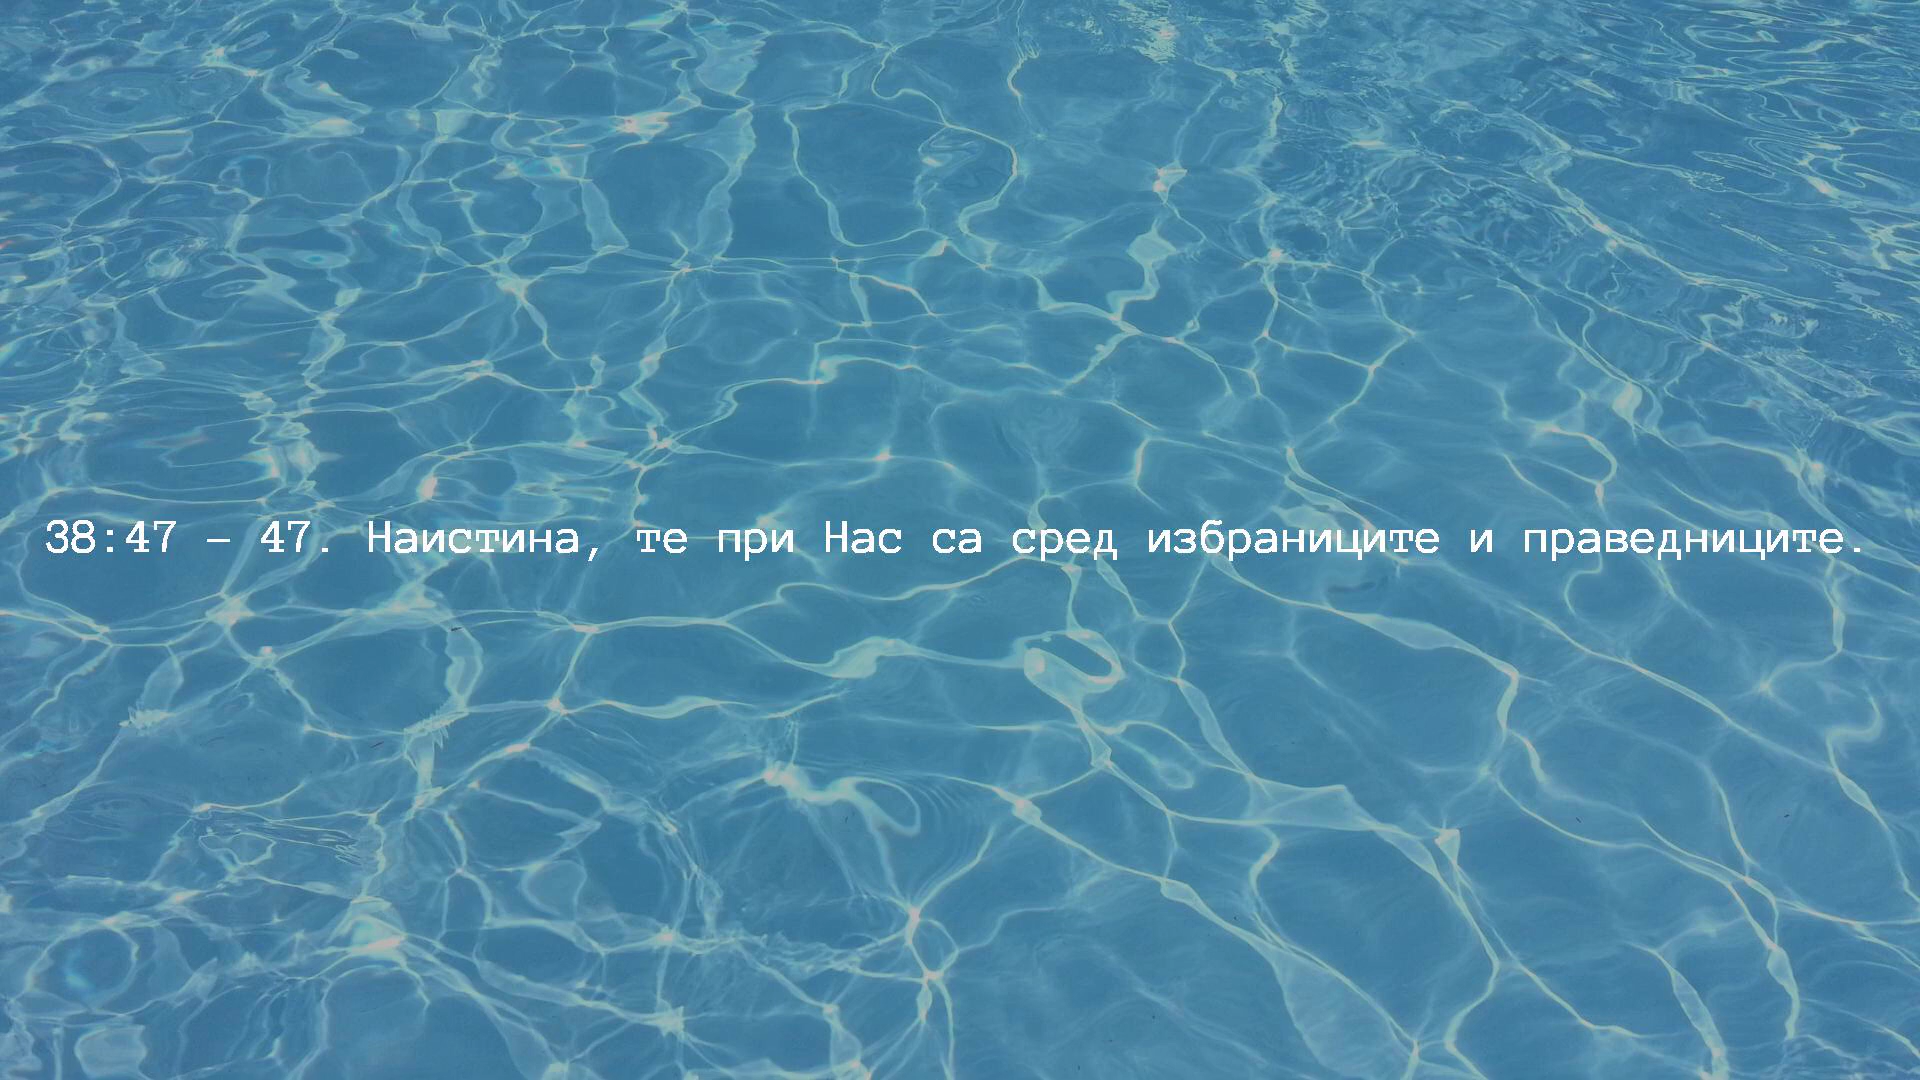 38:47 – 47. Наистина, те при Нас са сред избраниците и праведниците.